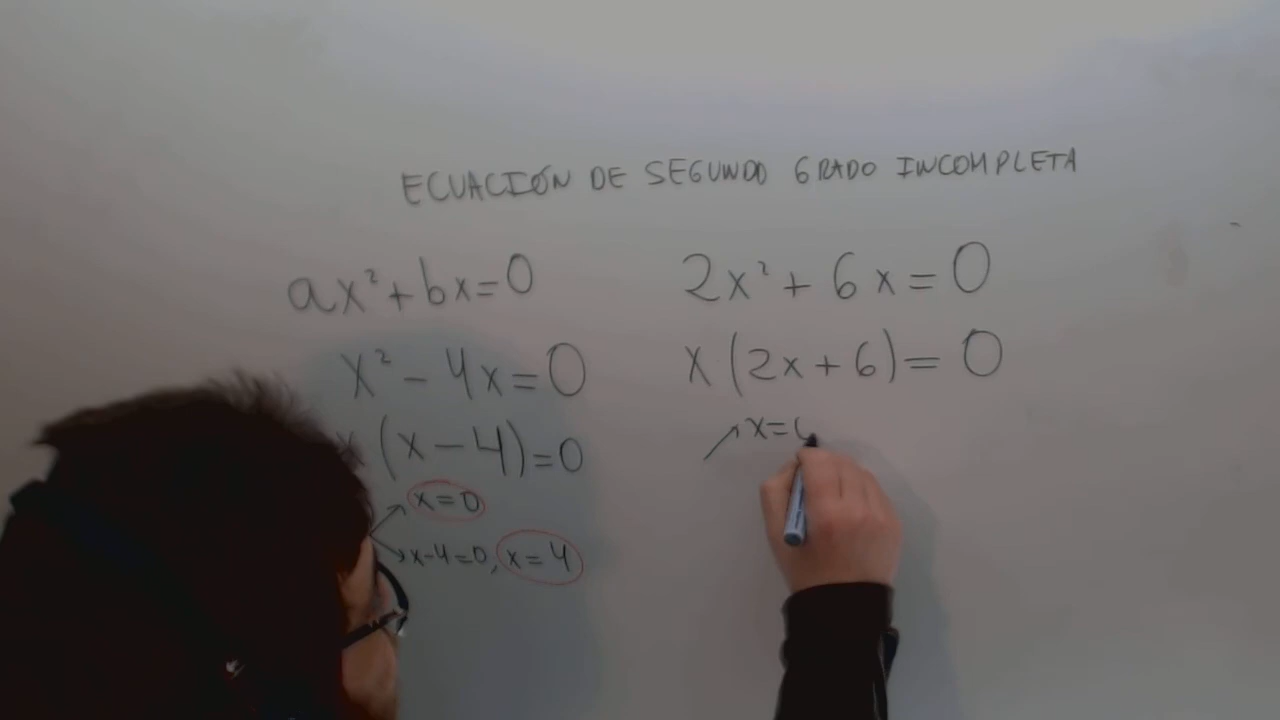 ECUACIÓN DE SEGUNDO GRADO INCOMPLETA
ax²+bx=0
x²-4x=0
x(x-4)=0
x=0
x-4=0, x=4
2x²+6x=0
x(2x+6)=0
x=